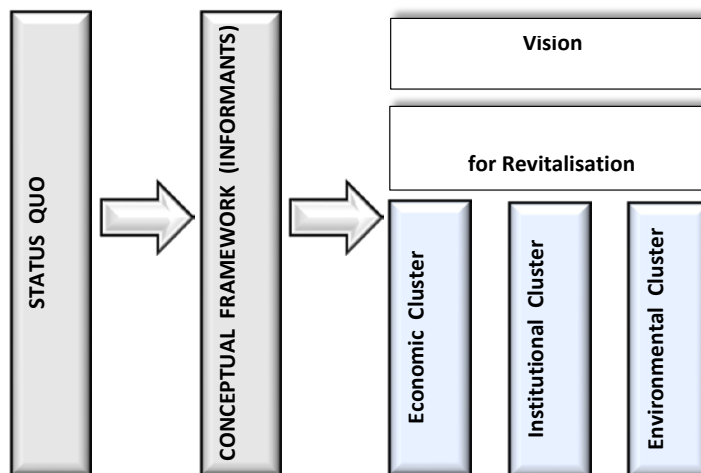 STATUS QUO
CONCEPTUAL FRAMEWORK (INFORMANTS)
Vision
for Revitalisation
Economic Cluster
Institutional Cluster
Environmental Cluster